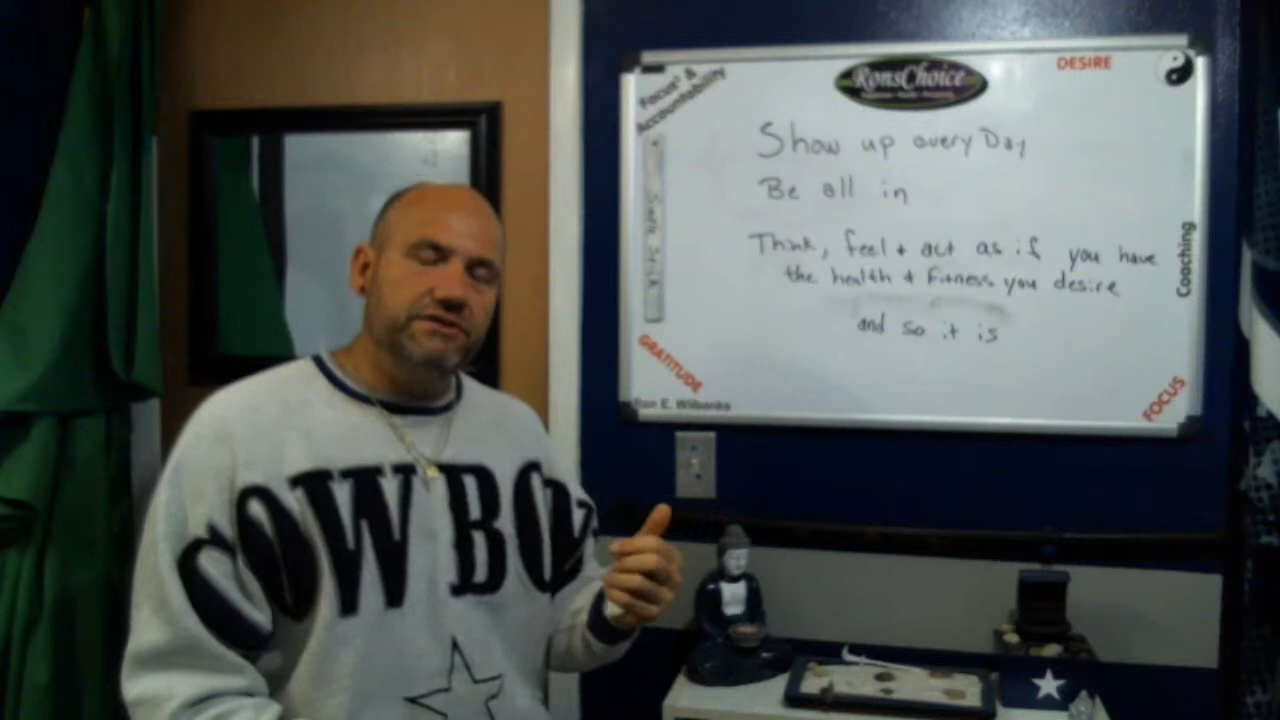 Focus² & Accountability
RonsChoice
DESIRE
Show up every Day
Be all in
Think, feel + act as if you have
the health + Fitness you desire
and so it is
Coaching
GRATITUDE
FOCUS
Ron E. Wilbanks
COWBOY